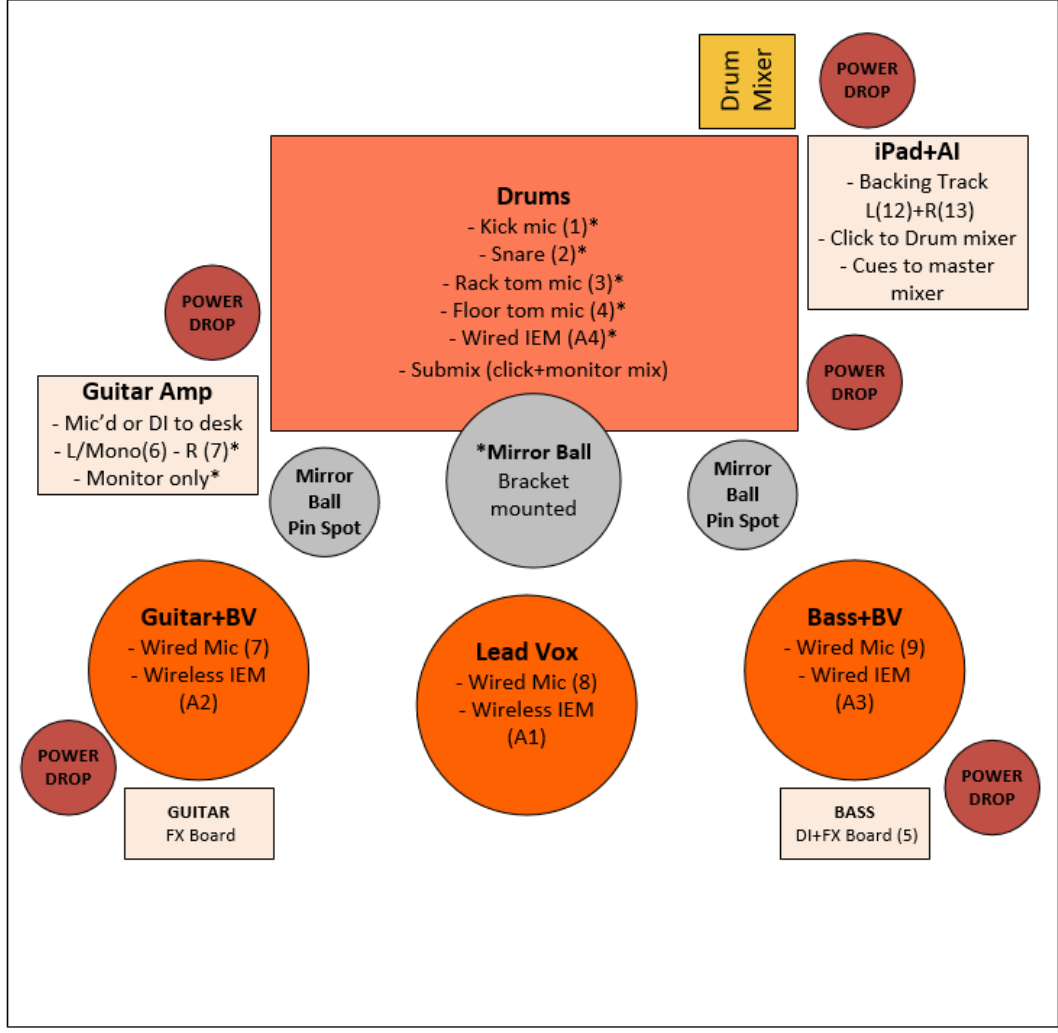 Drum
Mixer
POWER
DROP
iPad+AI
- Backing Track
L(12)+R(13)
- Click to Drum mixer
- Cues to master
mixer
Drums
- Kick mic (1)*
- Snare (2)*
- Rack tom mic (3)*
- Floor tom mic (4)*
- Wired IEM (A4)*
- Submix (click+monitor mix)
POWER
DROP
POWER
DROP
Guitar Amp
- Mic’d or DI to desk
- L/Mono(6) - R (7)*
- Monitor only*
Mirror
Ball
Pin Spot
*Mirror Ball
Bracket
mounted
Mirror
Ball
Pin Spot
Guitar+BV
- Wired Mic (7)
- Wireless IEM
(A2)
Lead Vox
- Wired Mic (8)
- Wireless IEM
(A1)
Bass+BV
- Wired Mic (9)
- Wired IEM
(A3)
POWER
DROP
GUITAR
FX Board
BASS
DI+FX Board (5)
POWER
DROP